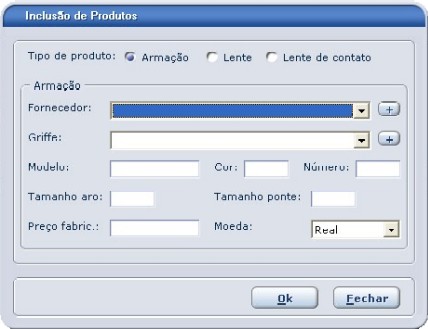 Inclusão de Produtos
Tipo de produto: Armação Lente Lente de contato
Armação
Fornecedor:
Griffe:
Modelo: Cor: Número:
Tamanho aro: Tamanho ponte:
Preço fabric.: Moeda: Real
Ok Fechar